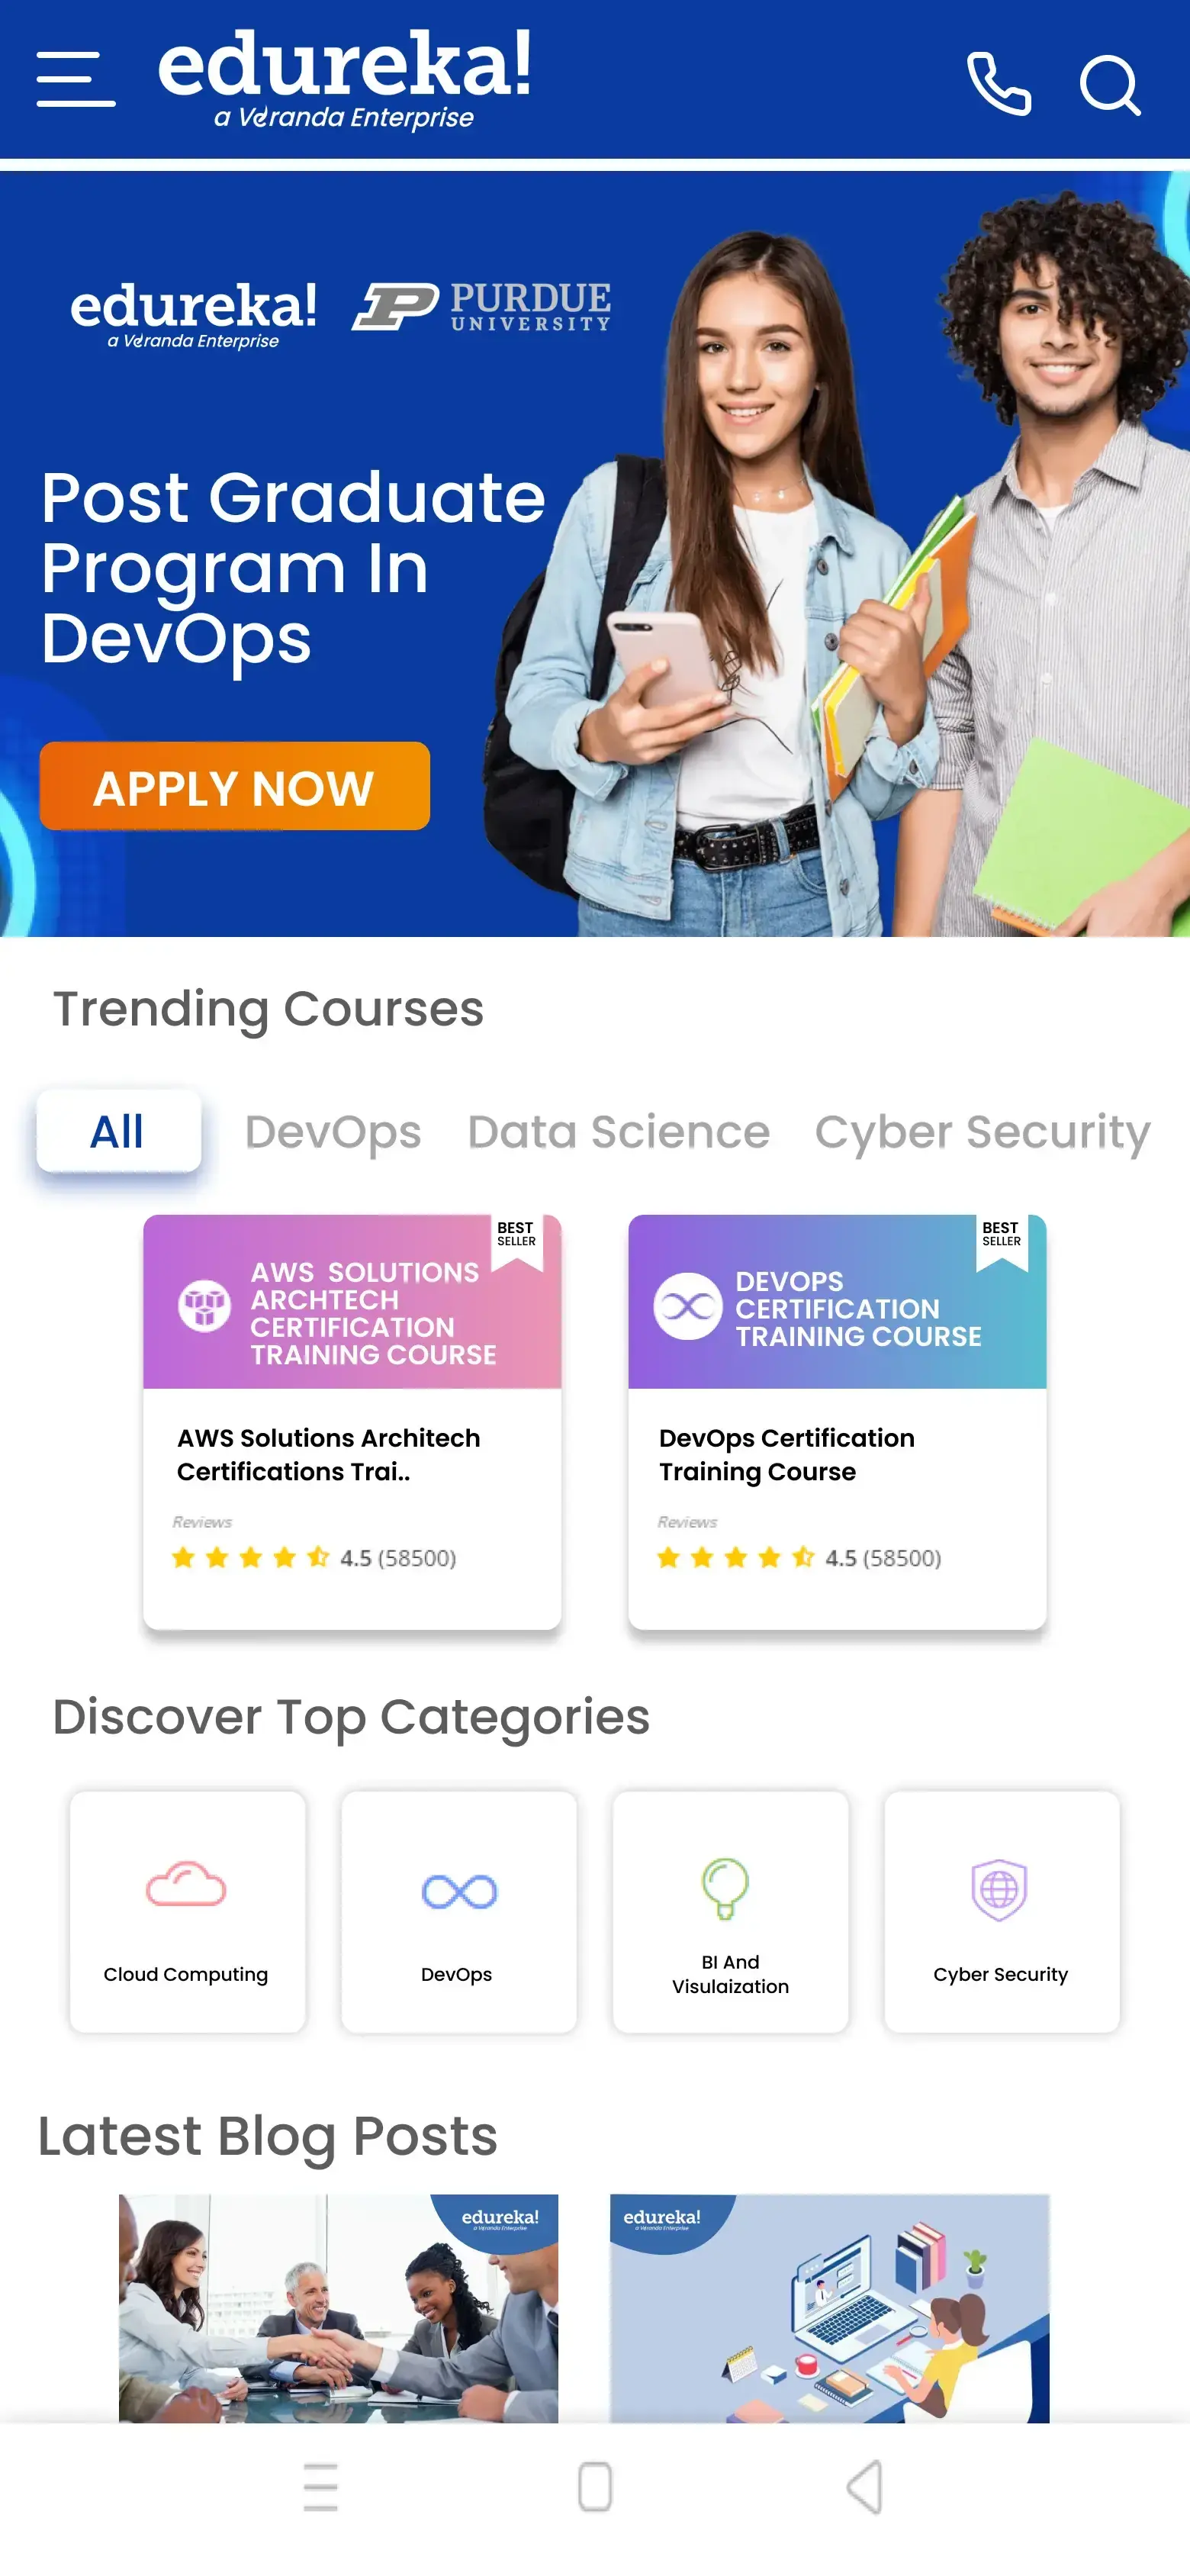 edureka!
a Veranda Enterprise
edureka!
a Veranda Enterprise
PURDUE
UNIVERSITY
Post Graduate
Program In
DevOps
APPLY NOW
Trending Courses
All DevOps Data Science Cyber Security
BEST
SELLER
AWS SOLUTIONS
ARCHTECH
CERTIFICATION
TRAINING COURSE
AWS Solutions Architech
Certifications Trai..
Reviews
4.5 (58500)
BEST
SELLER
DEVOPS
CERTIFICATION
TRAINING COURSE
DevOps Certification
Training Course
Reviews
4.5 (58500)
Discover Top Categories
Cloud Computing
DevOps
BI And
Visulaization
Cyber Security
Latest Blog Posts
edureka!
a Veranda Enterprise
edureka!
a Veranda Enterprise